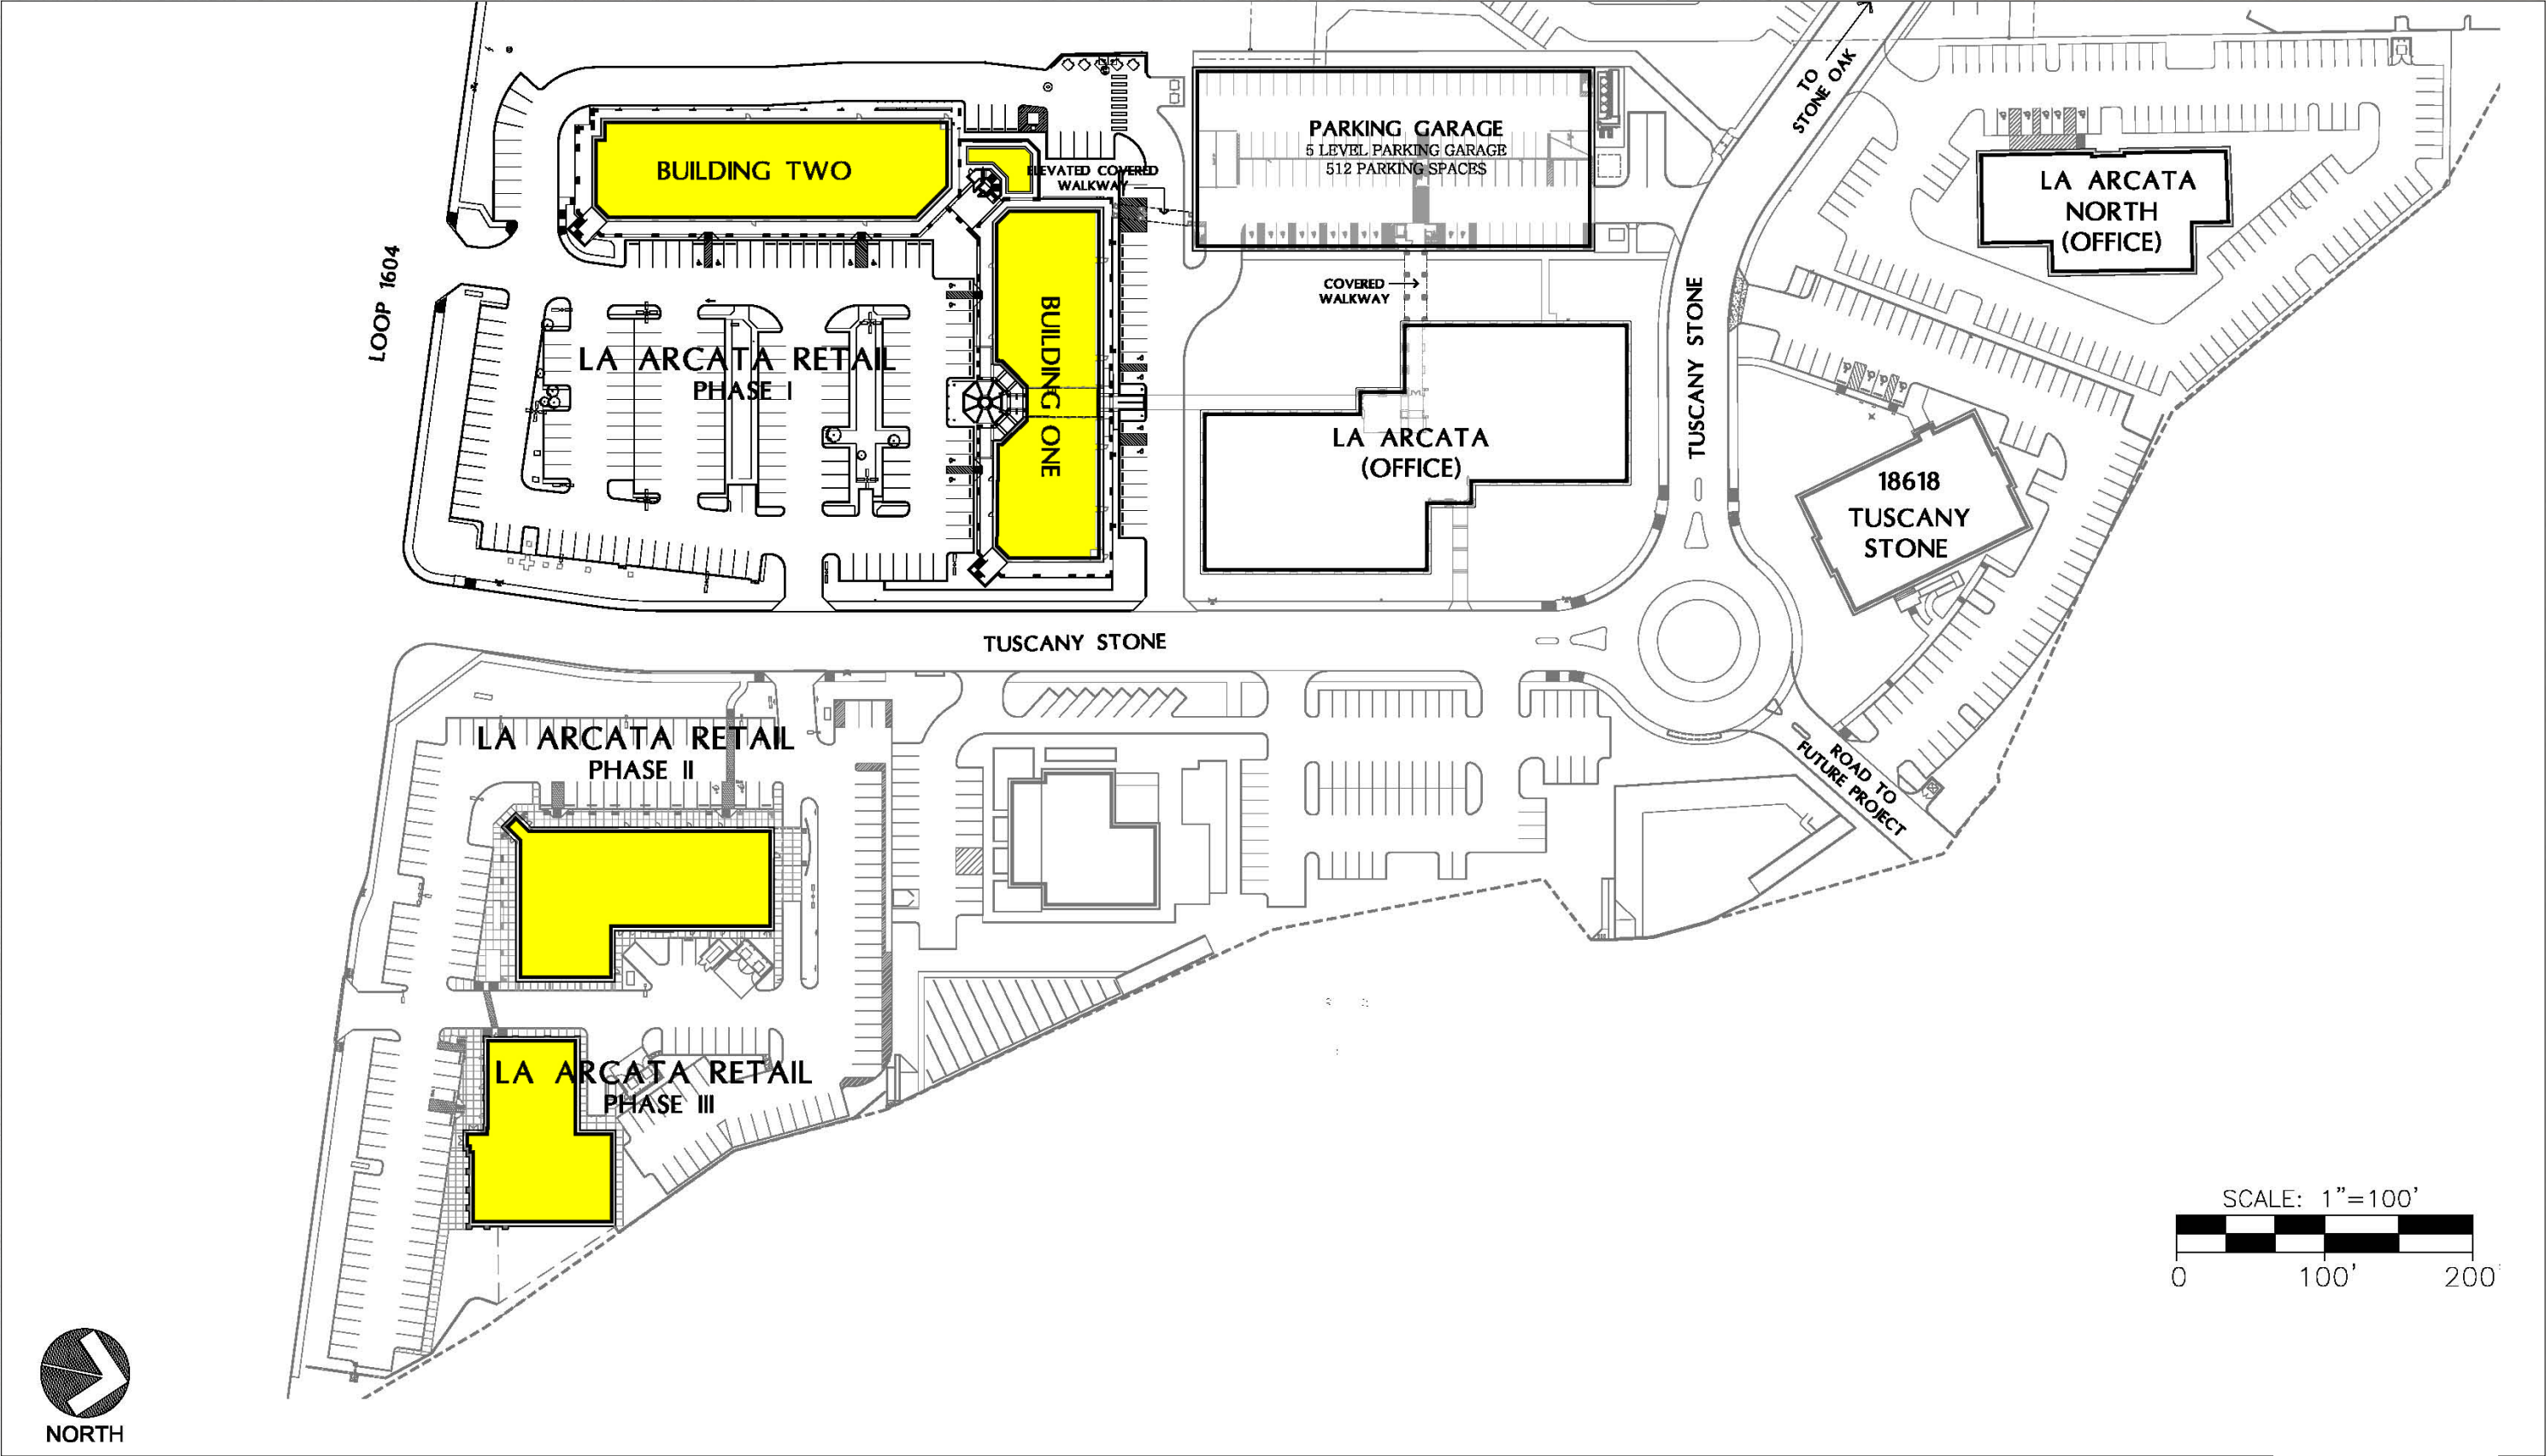 TO
STONE OAK
PARKING GARAGE
5 LEVEL PARKING GARAGE
512 PARKING SPACES
BUILDING TWO
ELEVATED COVERED
WALKWAY
LA ARCATA
NORTH
(OFFICE)
LOOP 1604
COVERED
WALKWAY
TUSCANY STONE
LA ARCATA RETAIL
PHASE I
BUILDING ONE
LA ARCATA
(OFFICE)
18618
TUSCANY
STONE
TUSCANY STONE
LA ARCATA RETAIL
PHASE II
ROAD TO
FUTURE PROJECT
LA ARCATA RETAIL
PHASE III
SCALE: 1"=100'
0 100' 200'
NORTH